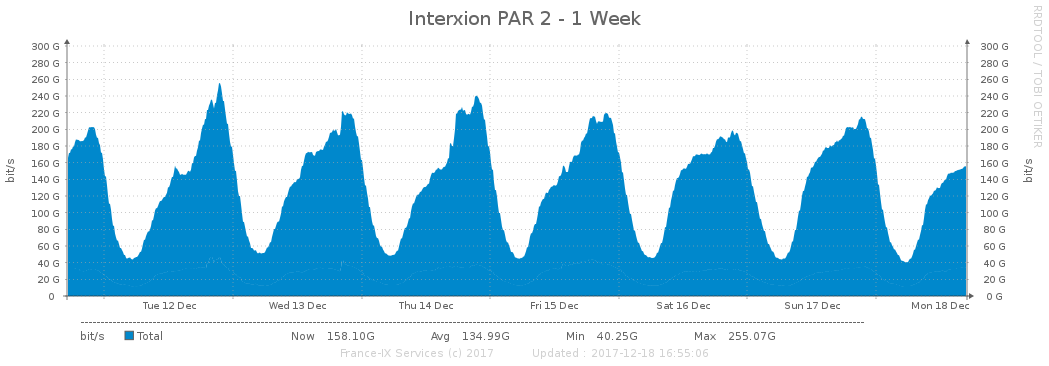 Interxion PAR 2 - 1 Week
RRDTOOL / TOBI OETIKER
300 G 300 G
280 G 280 G
260 G 260 G
240 G 240 G
220 G 220 G
200 G 200 G
180 G 180 G
160 G 160 G
140 G 140 G
120 G 120 G
100 G 100 G
80 G 80 G
60 G 60 G
40 G 40 G
20 G 20 G
0 0 G
bit/s bit/s
Tue 12 Dec Wed 13 Dec Thu 14 Dec Fri 15 Dec Sat 16 Dec Sun 17 Dec Mon 18 Dec
bit/s Total Now 158.10G Avg 134.99G Min 40.25G Max 255.07G
France-IX Services (c) 2017 Updated : 2017-12-18 16:55:06